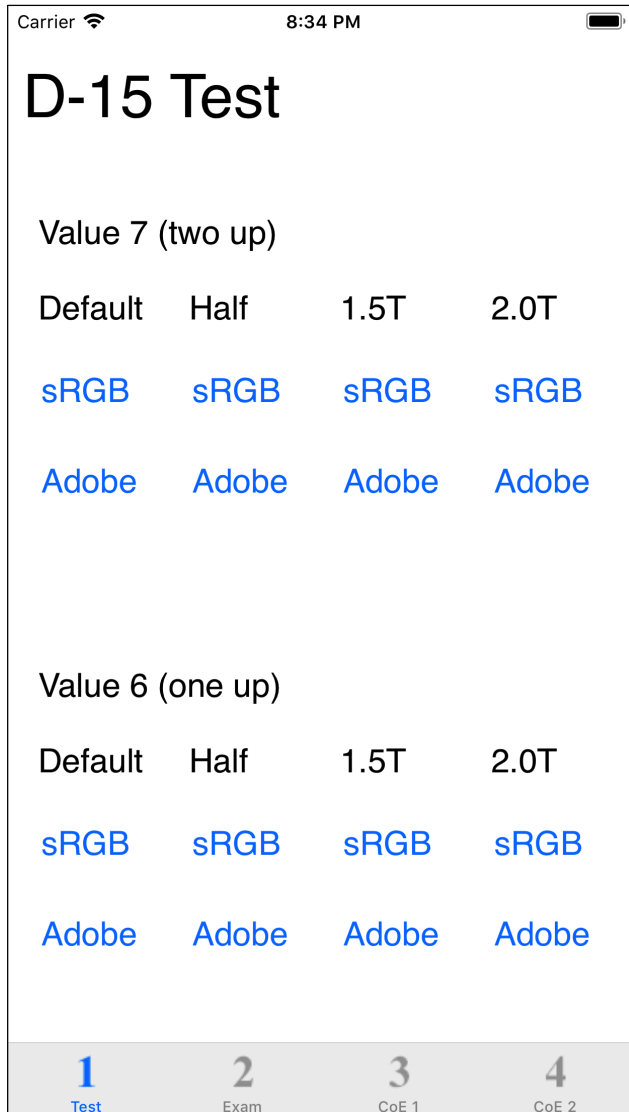 Carrier 8:34 PM
D-15 Test
Value 7 (two up)
Default Half 1.5T 2.0T
sRGB sRGB sRGB sRGB
Adobe Adobe Adobe Adobe
Value 6 (one up)
Default Half 1.5T 2.0T
sRGB sRGB sRGB sRGB
Adobe Adobe Adobe Adobe
1 2 3 4
Test Exam CoE 1 CoE 2